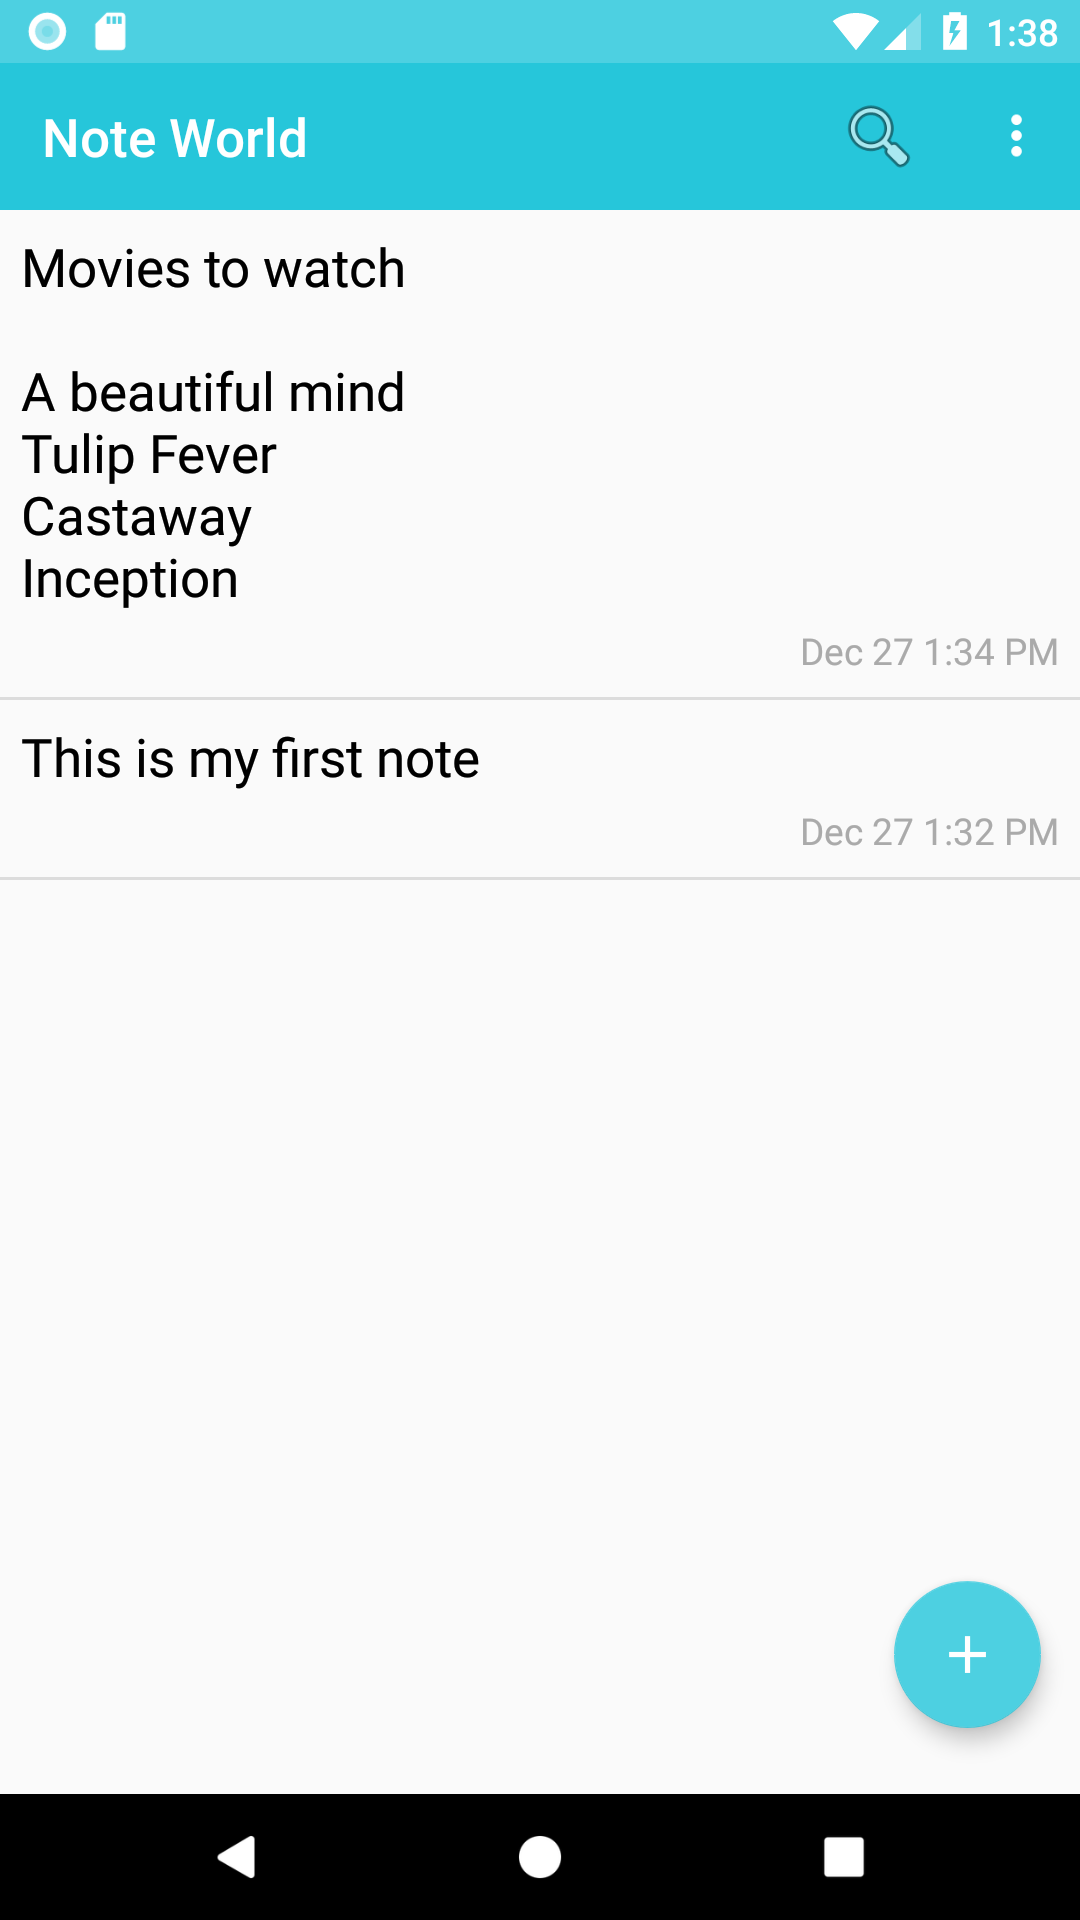 1:38
Note World
Movies to watch
A beautiful mind
Tulip Fever
Castaway
Inception
Dec 27 1:34 PM
This is my first note
Dec 27 1:32 PM